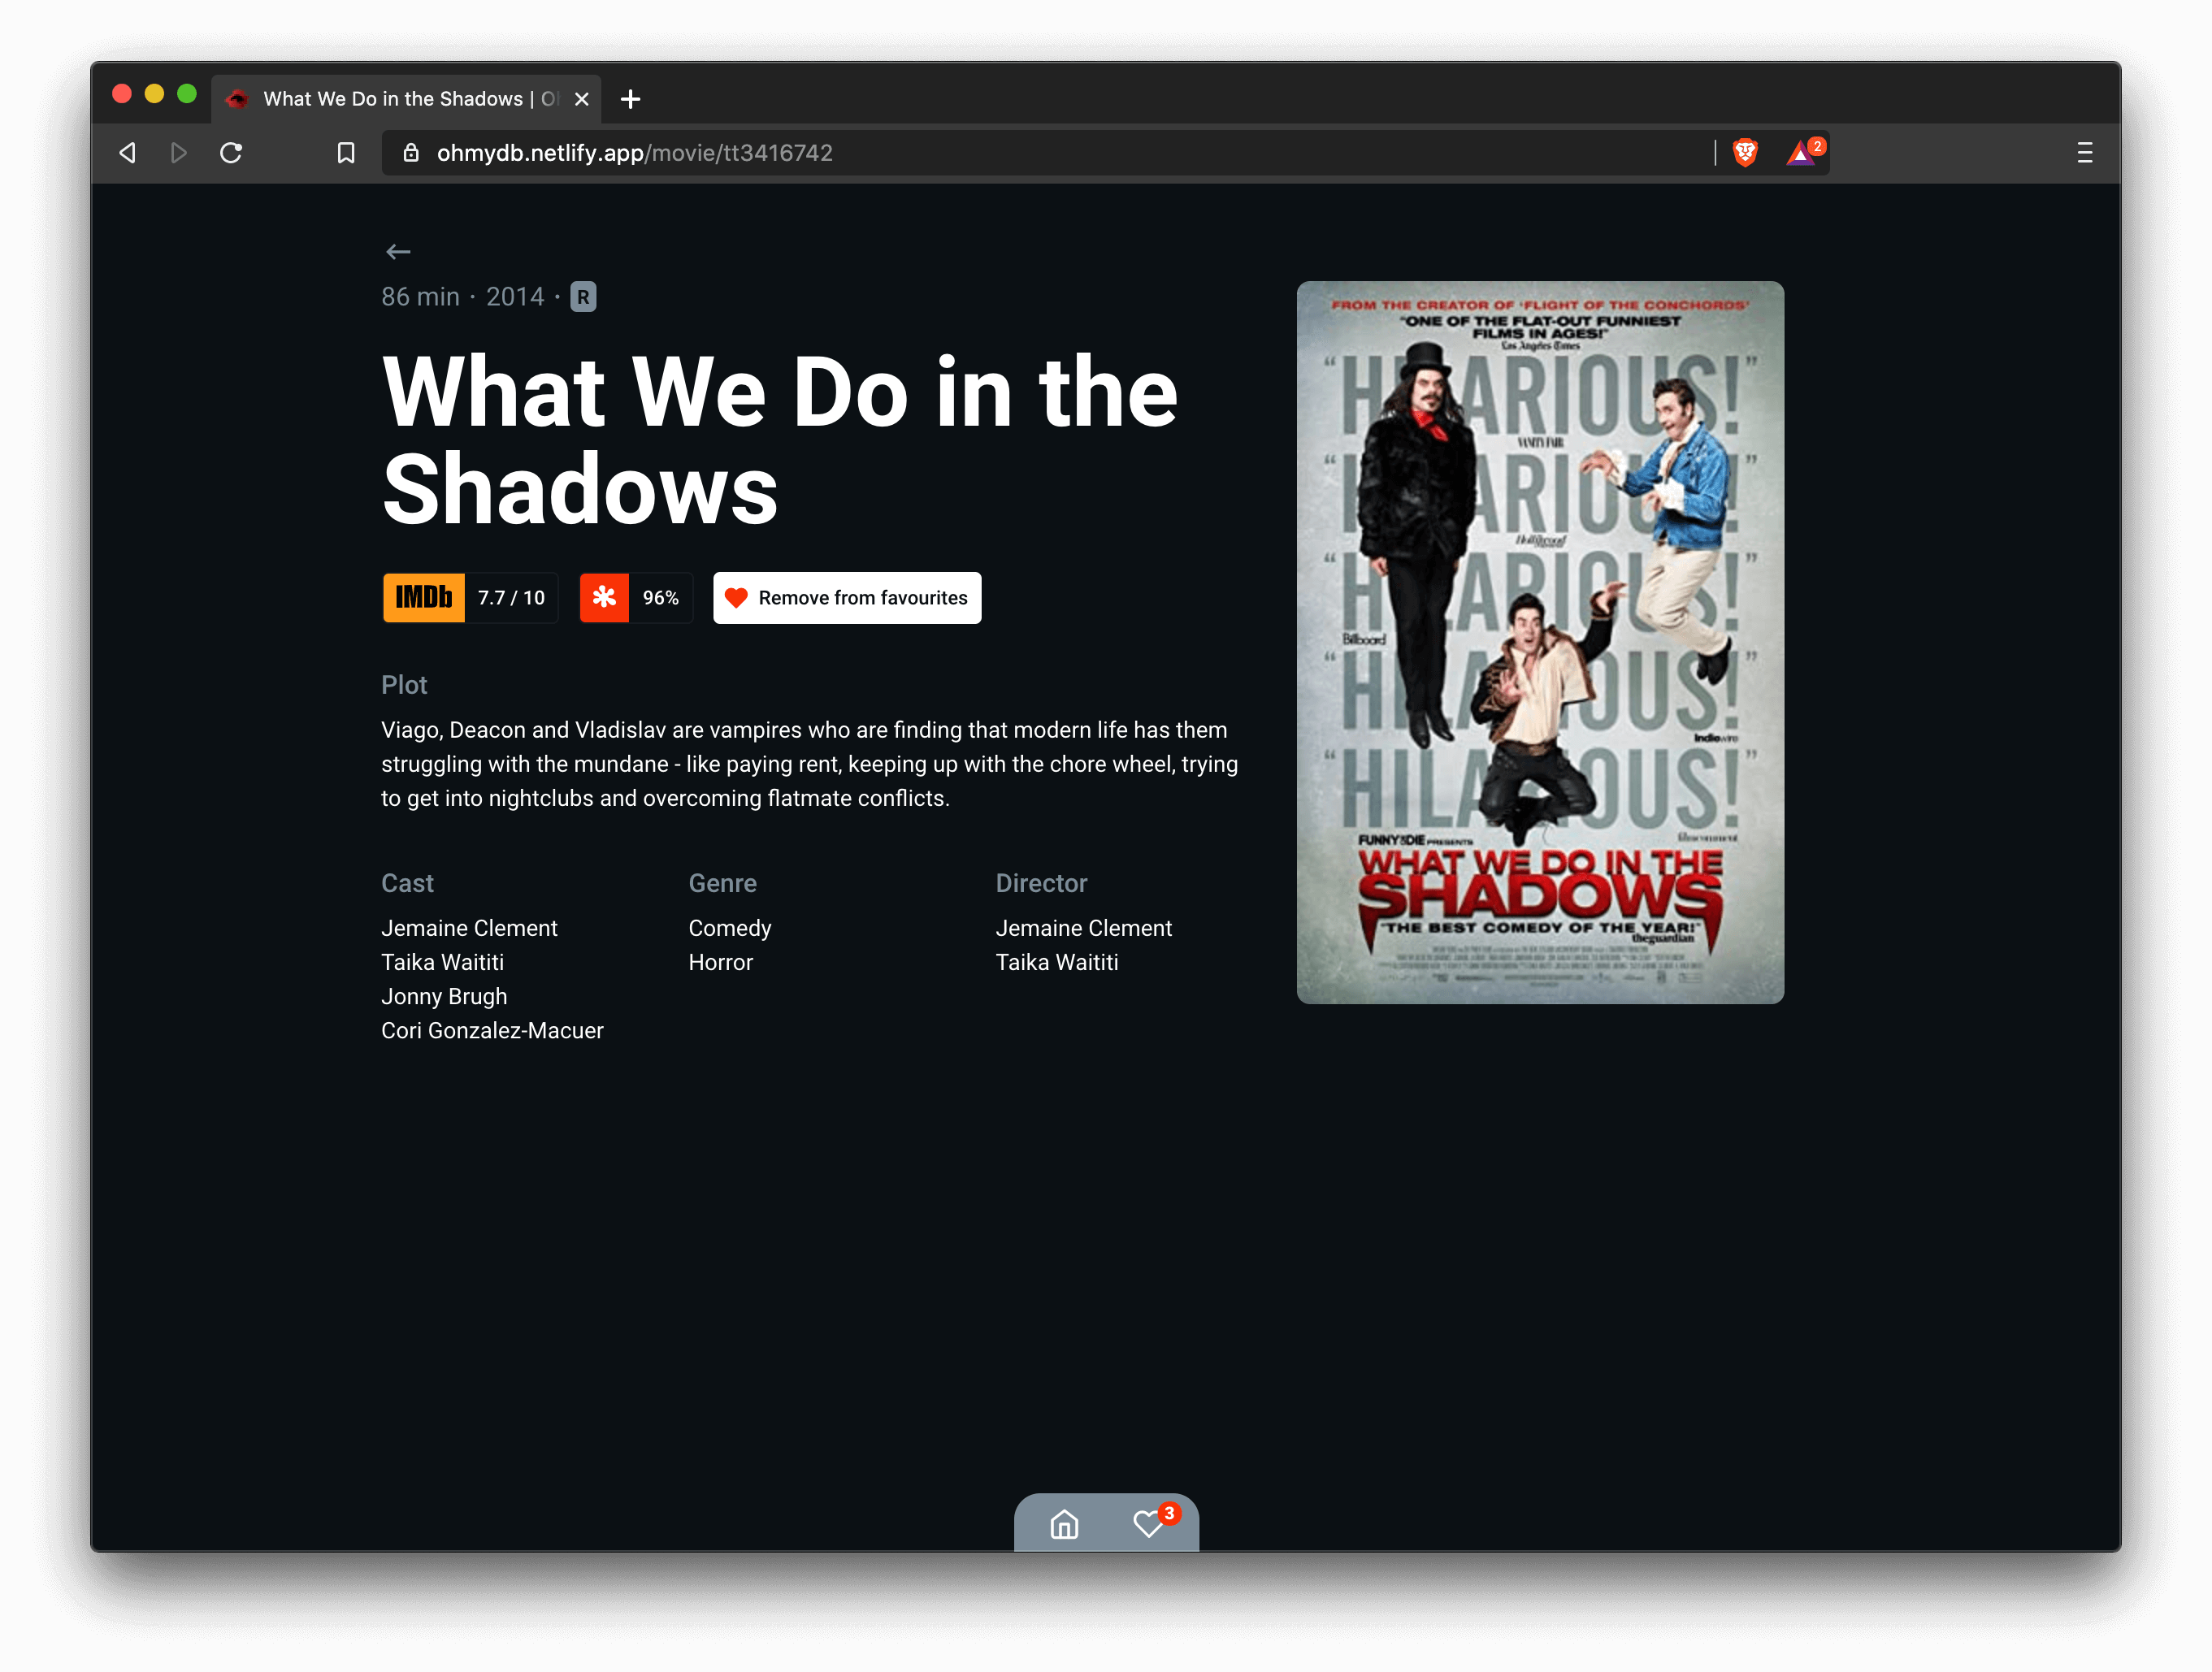 What We Do in the Shadows | O
2
ohmydb.netlify.app/movie/tt3416742
86 min · 2014 · R
What We Do in the
Shadows
IMDb 7.7 / 10 96% Remove from favourites
Plot
Viago, Deacon and Vladislav are vampires who are finding that modern life has them
struggling with the mundane - like paying rent, keeping up with the chore wheel, trying
to get into nightclubs and overcoming flatmate conflicts.
Cast
Jemaine Clement
Taika Waititi
Jonny Brugh
Cori Gonzalez-Macuer
Genre
Comedy
Horror
Director
Jemaine Clement
Taika Waititi
FROM THE CREATOR OF 'FLIGHT OF THE CONCHORDS'
"ONE OF THE FLAT-OUT FUNNIEST
FILMS IN AGES!"
Los Angeles Times
"HILARIOUS!"
VANITY FAIR
"HILARIOUS!"
"HILARIOUS!"
Billboard
"HILARIOUS!"
Indiewire
"HILARIOUS!"
FUNNY OR DIE PRESENTS
WHAT WE DO IN THE
SHADOWS
"THE BEST COMEDY OF THE YEAR!"
theguardian
3